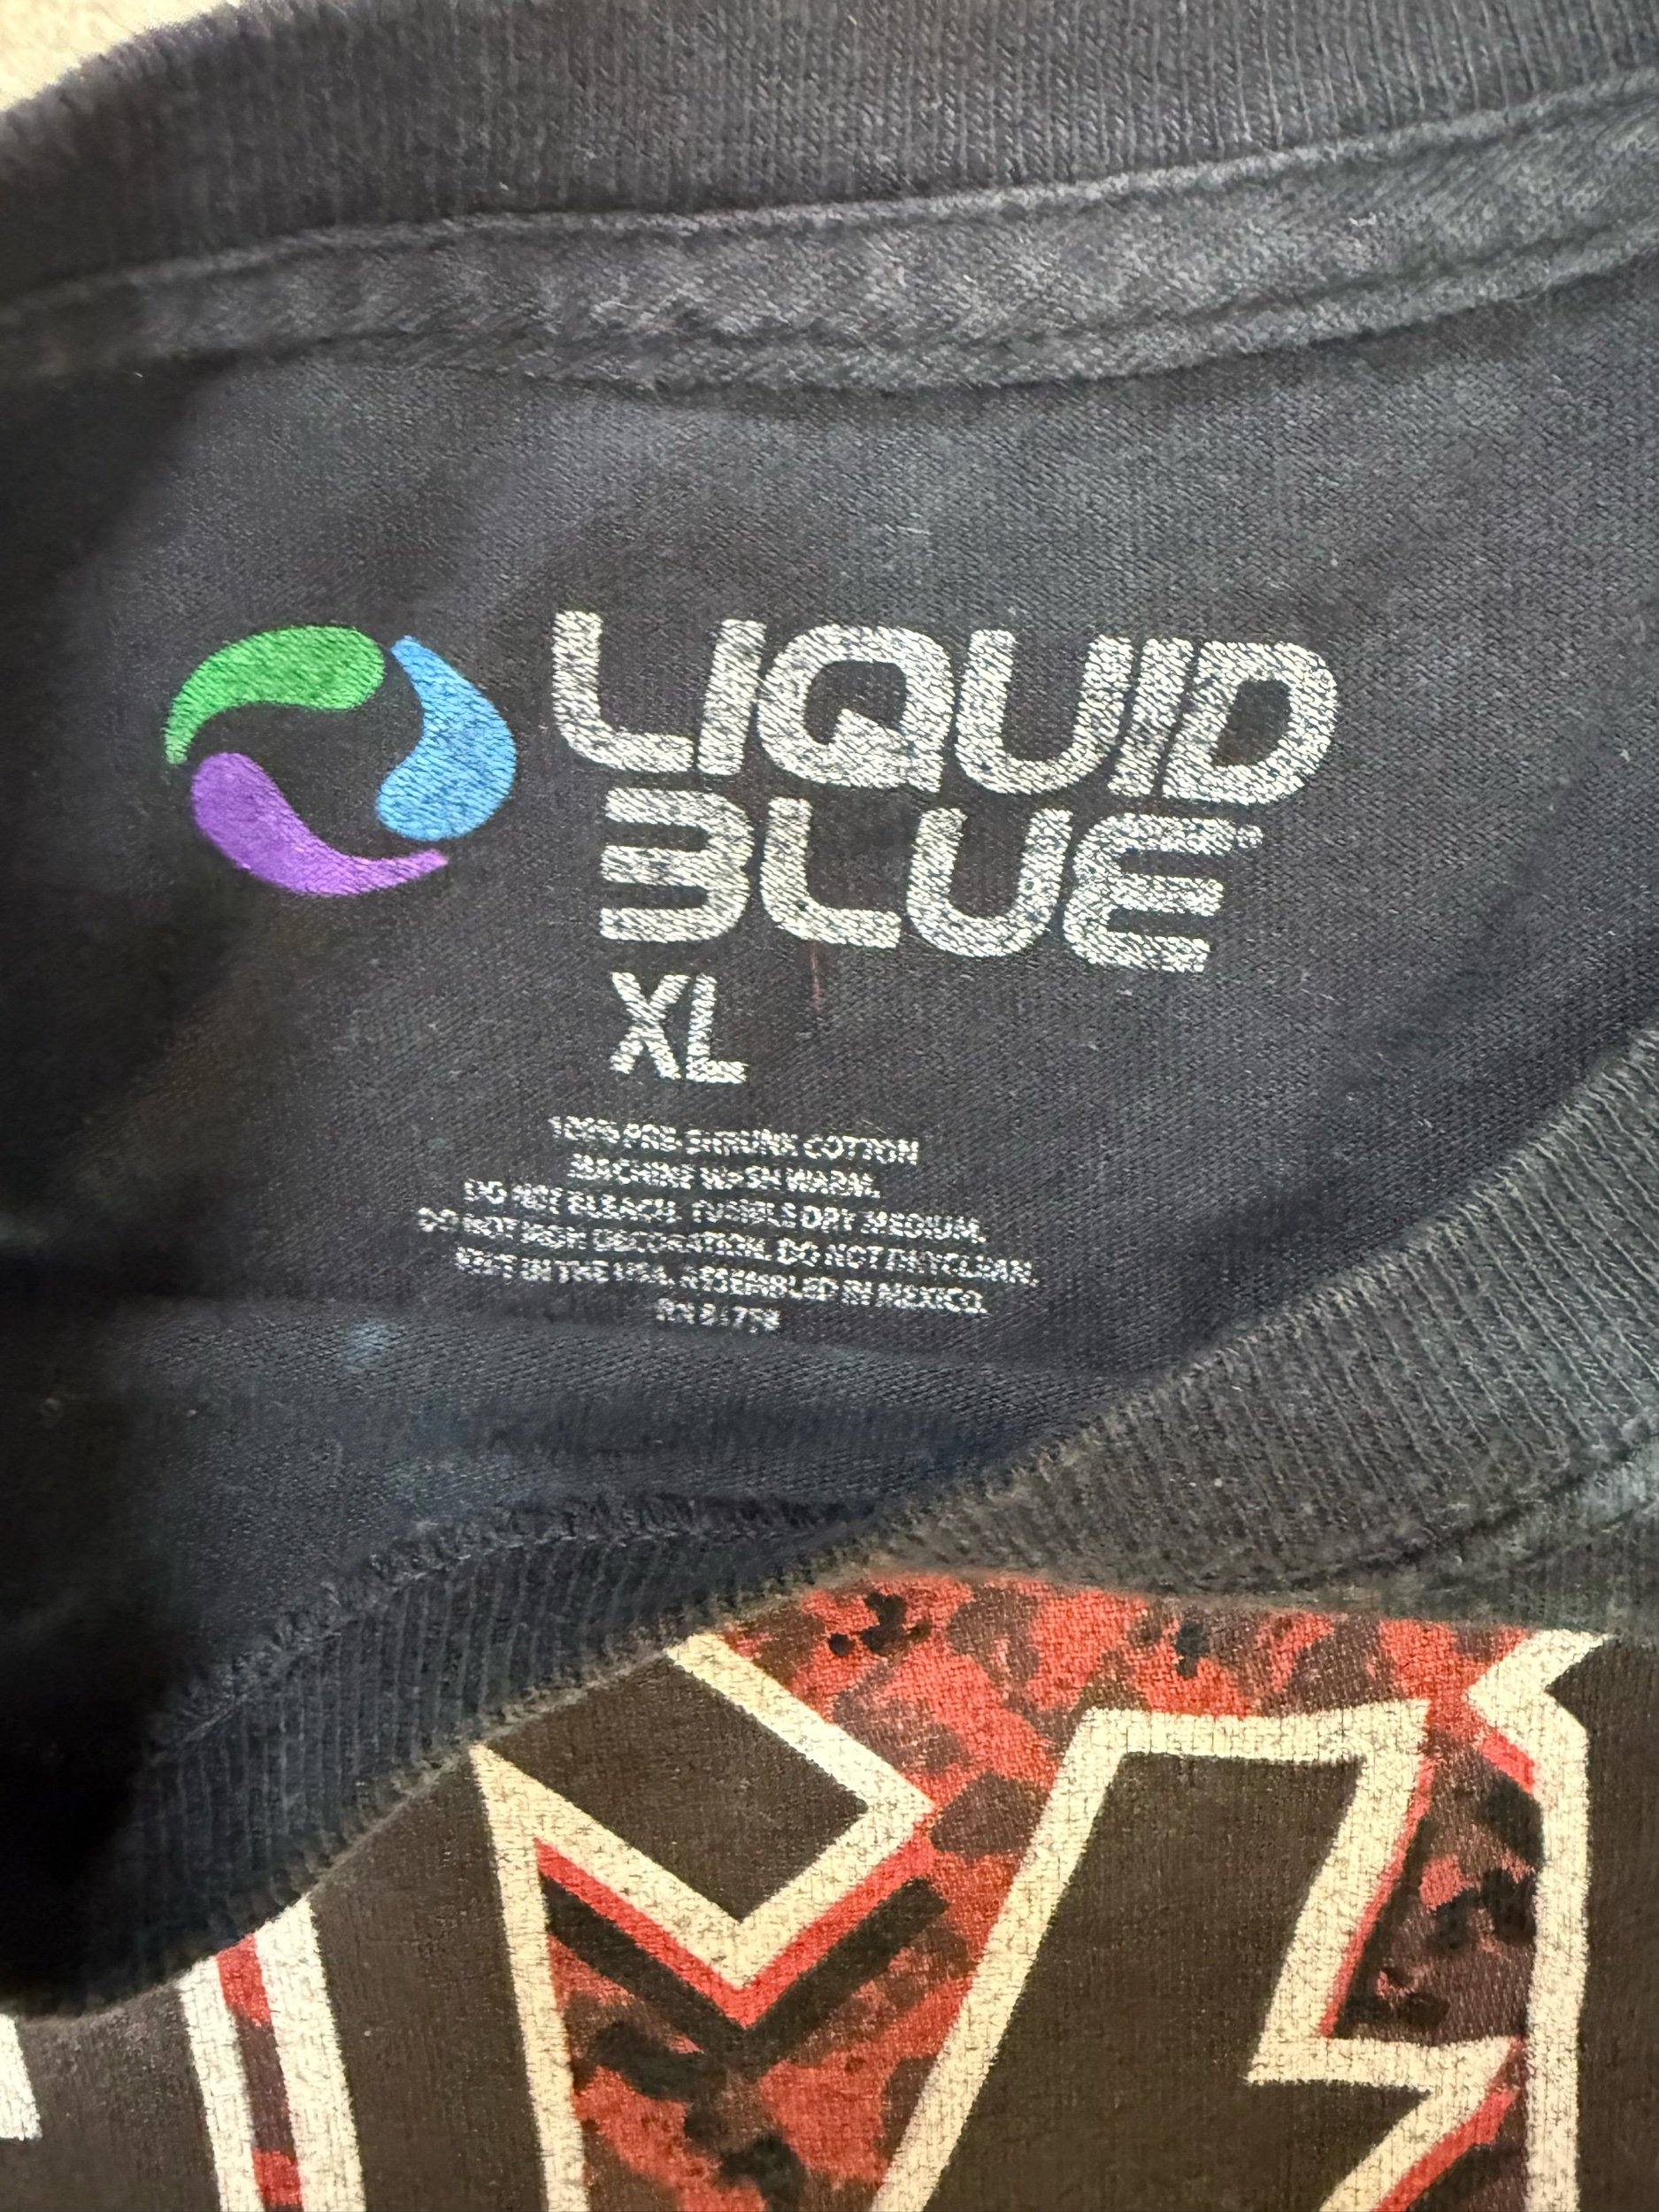 LIQUID
BLUE
XL
100% PRE-SHRUNK COTTON
MACHINE WASH WARM.
DO NOT BLEACH. TUMBLE DRY MEDIUM.
DO NOT IRON DECORATION. DO NOT DRYCLEAN.
IN THE USA. ASSEMBLED IN MEXICO.
RN